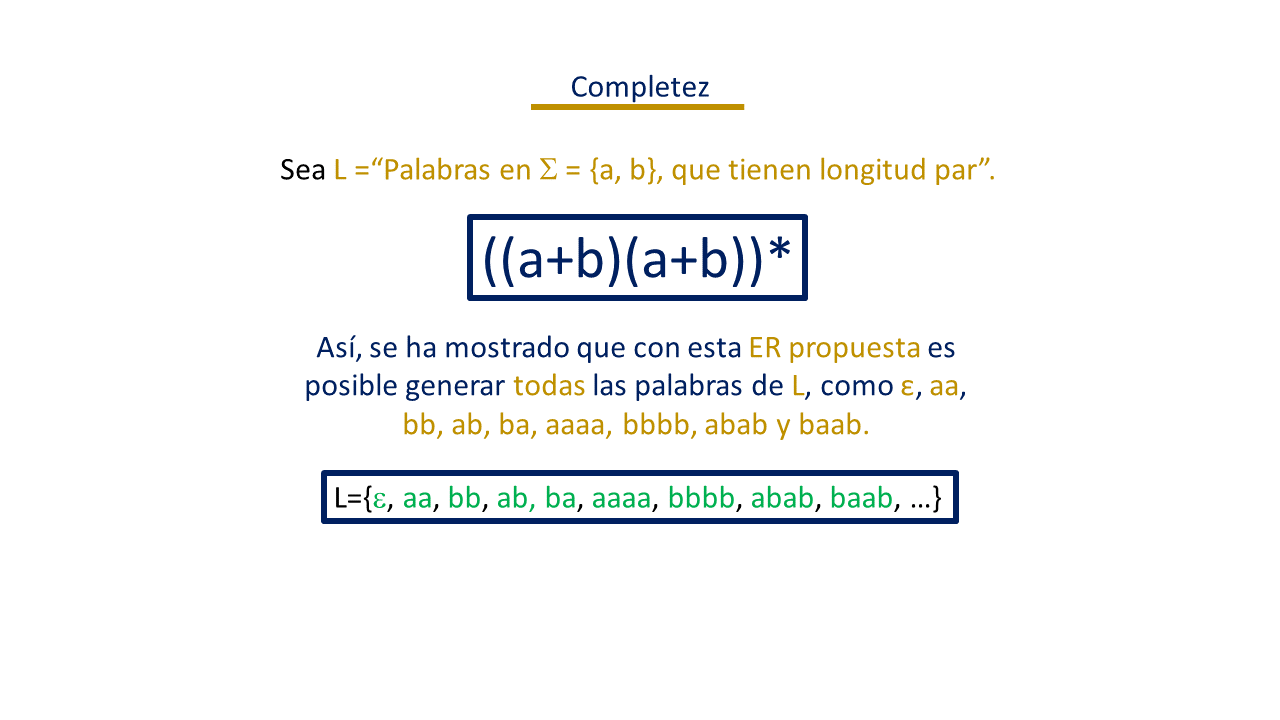 Completez
Sea L =“Palabras en Σ = {a, b}, que tienen longitud par”.
((a+b)(a+b))*
Así, se ha mostrado que con esta ER propuesta es
posible generar todas las palabras de L, como ε, aa,
bb, ab, ba, aaaa, bbbb, abab y baab.
L={ε, aa, bb, ab, ba, aaaa, bbbb, abab, baab, ...}